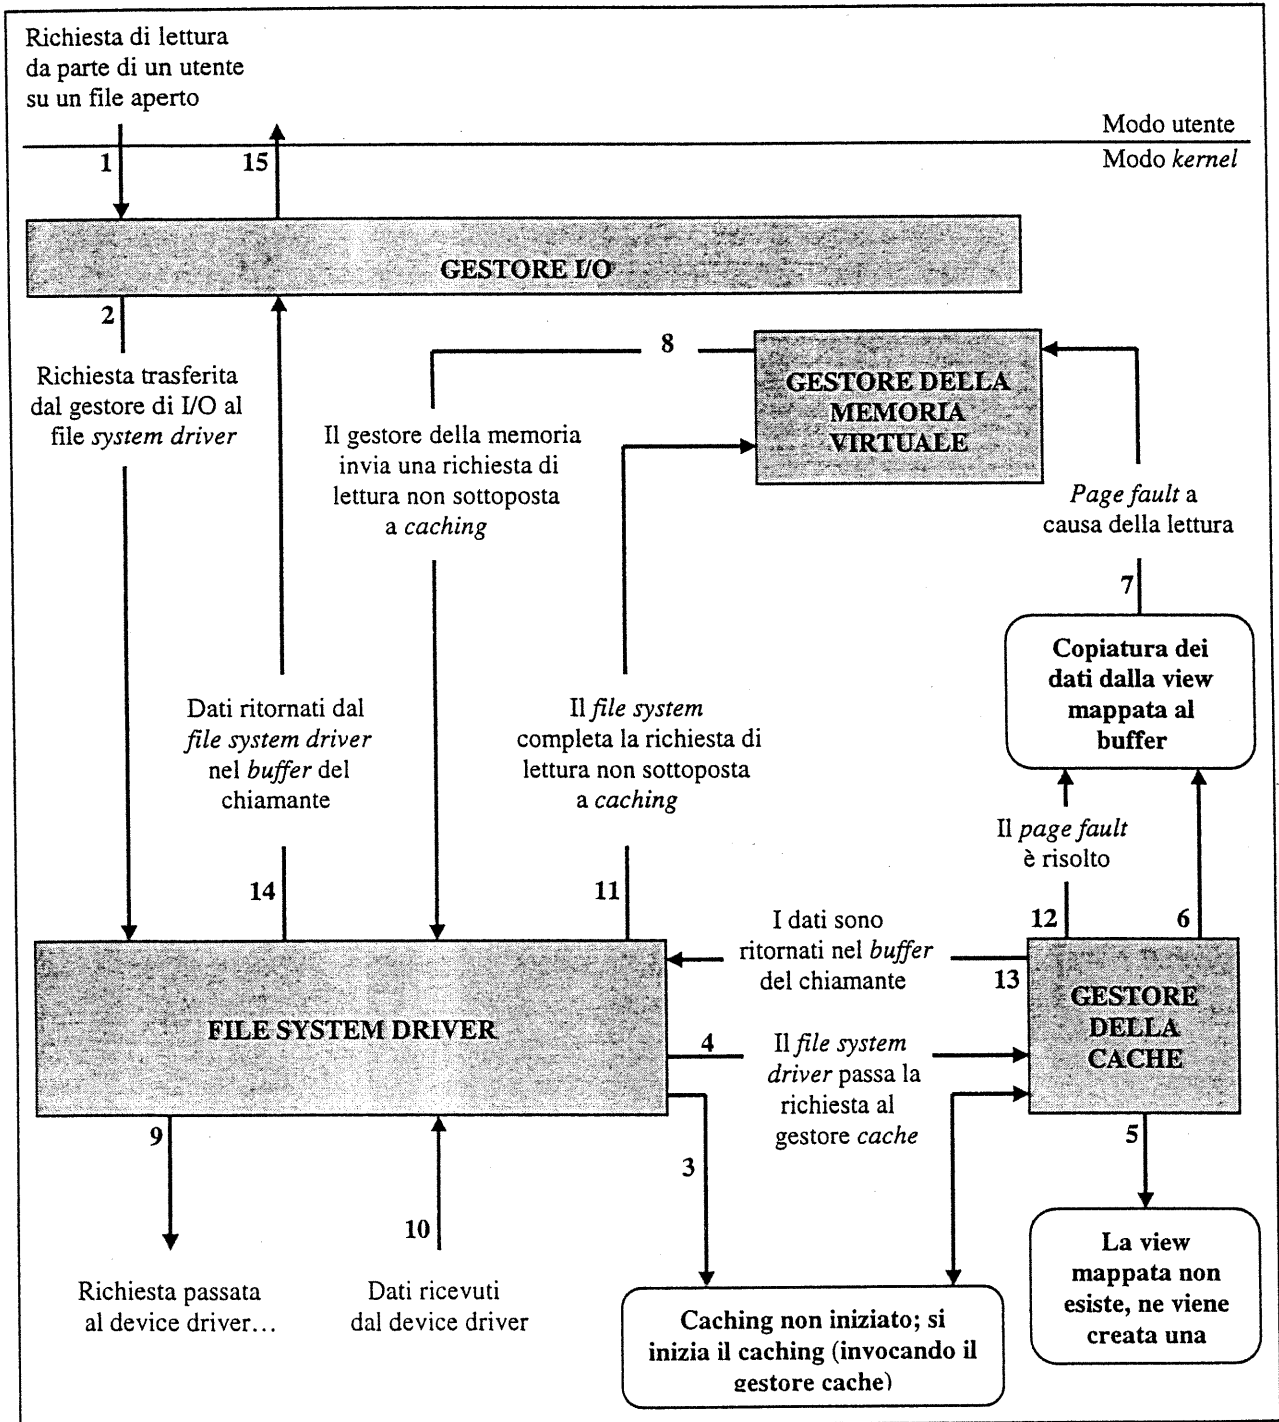 Richiesta di lettura
da parte di un utente
su un file aperto
Modo utente
Modo kernel
1
15
GESTORE I/O
2
8
Richiesta trasferita
dal gestore di I/O al
file system driver
GESTORE DELLA
MEMORIA
VIRTUALE
Il gestore della memoria
invia una richiesta di
lettura non sottoposta
a caching
Page fault a
causa della lettura
7
Copiatura dei
dati dalla view
mappata al
buffer
Dati ritornati dal
file system driver
nel buffer del
chiamante
Il file system
completa la richiesta di
lettura non sottoposta
a caching
Il page fault
è risolto
14
11
12
6
I dati sono
ritornati nel buffer
del chiamante
13
FILE SYSTEM DRIVER
GESTORE
DELLA
CACHE
4
Il file system
driver passa la
richiesta al
gestore cache
9
3
5
10
Richiesta passata
al device driver...
Dati ricevuti
dal device driver
Caching non iniziato; si
inizia il caching (invocando il
gestore cache)
La view
mappata non
esiste, ne viene
creata una